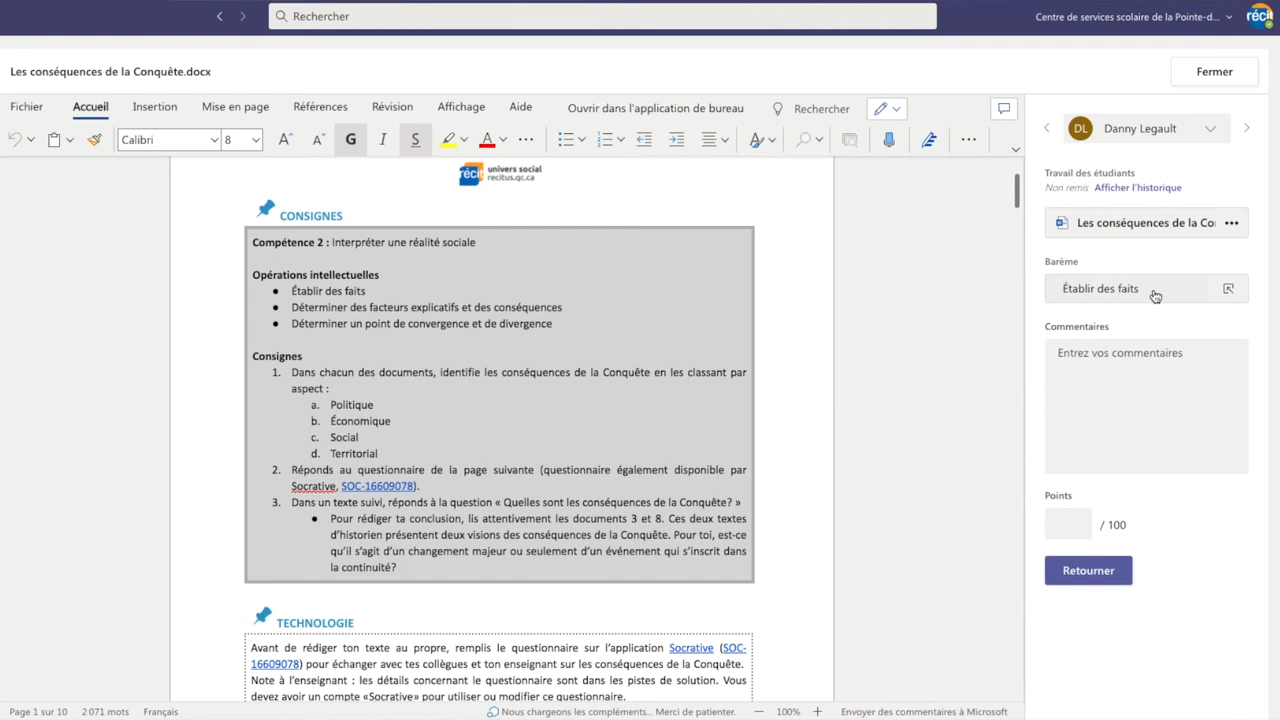 Rechercher
Centre de services scolaire de la Pointe-d...
récit
Les conséquences de la Conquête.docx
Fermer
Fichier
Accueil
Insertion
Mise en page
Références
Révision
Affichage
Aide
Ouvrir dans l'application de bureau
Rechercher
Calibri
8
A
A
G
I
S
A
récit
univers social
recitus.qc.ca
CONSIGNES
Compétence 2 : Interpréter une réalité sociale
Opérations intellectuelles
● Établir des faits
● Déterminer des facteurs explicatifs et des conséquences
● Déterminer un point de convergence et de divergence
Consignes
1. Dans chacun des documents, identifie les conséquences de la Conquête en les classant par
aspect :
a. Politique
b. Économique
c. Social
d. Territorial
2. Réponds au questionnaire de la page suivante (questionnaire également disponible par
Socrative, SOC-16609078).
3. Dans un texte suivi, réponds à la question « Quelles sont les conséquences de la Conquête? »
● Pour rédiger ta conclusion, lis attentivement les documents 3 et 8. Ces deux textes
d'historien présentent deux visions des conséquences de la Conquête. Pour toi, est-ce
qu'il s'agit d'un changement majeur ou seulement d'un événement qui s'inscrit dans
la continuité?
TECHNOLOGIE
Avant de rédiger ton texte au propre, remplis le questionnaire sur l'application Socrative (SOC-
16609078) pour échanger avec tes collègues et ton enseignant sur les conséquences de la Conquête.
Note à l'enseignant : les détails concernant le questionnaire sont dans les pistes de solution. Vous
devez avoir un compte «Socrative» pour utiliser ou modifier ce questionnaire.
DL
Danny Legault
Travail des étudiants
Non remis Afficher l'historique
Les conséquences de la Co
Barème
Établir des faits
Commentaires
Entrez vos commentaires
Points
/ 100
Retourner
Page 1 sur 10
2 071 mots
Français
Nous chargeons les compléments... Merci de patienter.
100%
Envoyer des commentaires à Microsoft